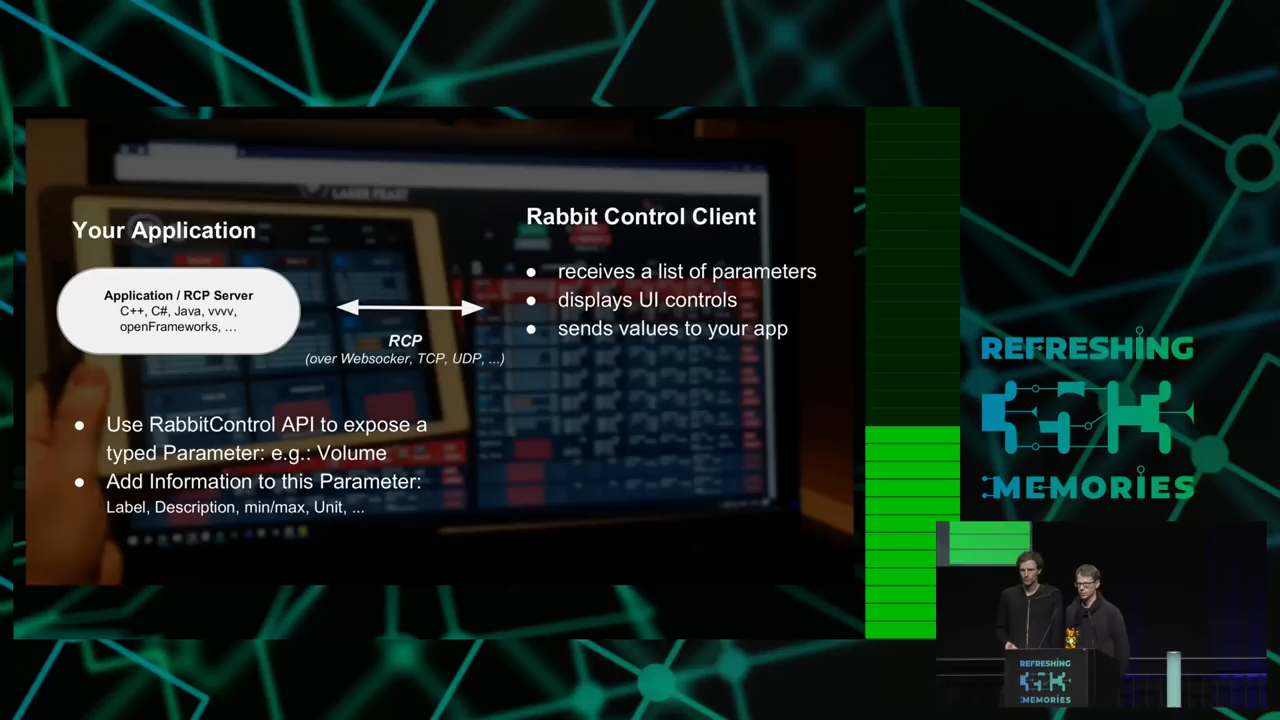 Your Application
Application / RCP Server
C++, C#, Java, vvvv,
openFrameworks, ...
RCP
(over Websocker, TCP, UDP, ...)
Use RabbitControl API to expose a
typed Parameter: e.g.: Volume
Add Information to this Parameter:
Label, Description, min/max, Unit, ...
Rabbit Control Client
receives a list of parameters
displays UI controls
sends values to your app
REFRESHING
MEMORIES
REFRESHING
MEMORIES